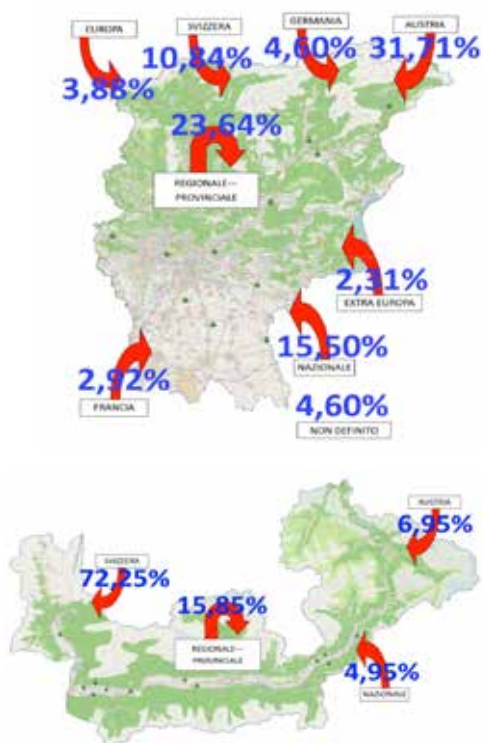 EUROPA
SVIZZERA
GERMANIA
AUSTRIA
3,88%
10,84%
4,60%
31,71%
23,64%
REGIONALE—
PROVINCIALE
2,31%
EXTRA EUROPA
15,50%
NAZIONALE
2,92%
FRANCIA
4,60%
NON DEFINITO
AUSTRIA
6,95%
SVIZZERA
72,25%
15,85%
REGIONALE—
PROVINCIALE
4,95%
NAZIONALE